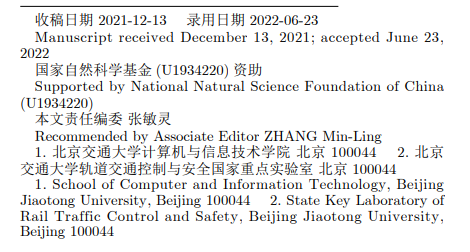 收稿日期 2021-12-13 录用日期 2022-06-23
Manuscript received December 13, 2021; accepted June 23,
2022
国家自然科学基金 (U1934220) 资助
Supported by National Natural Science Foundation of China
(U1934220)
本文责任编委 张敏灵
Recommended by Associate Editor ZHANG Min-Ling
1. 北京交通大学计算机与信息技术学院 北京 100044 2. 北京
交通大学轨道交通控制与安全国家重点实验室 北京 100044
1. School of Computer and Information Technology, Beijing
Jiaotong University, Beijing 100044 2. State Key Laboratory of
Rail Traffic Control and Safety, Beijing Jiaotong University,
Beijing 100044